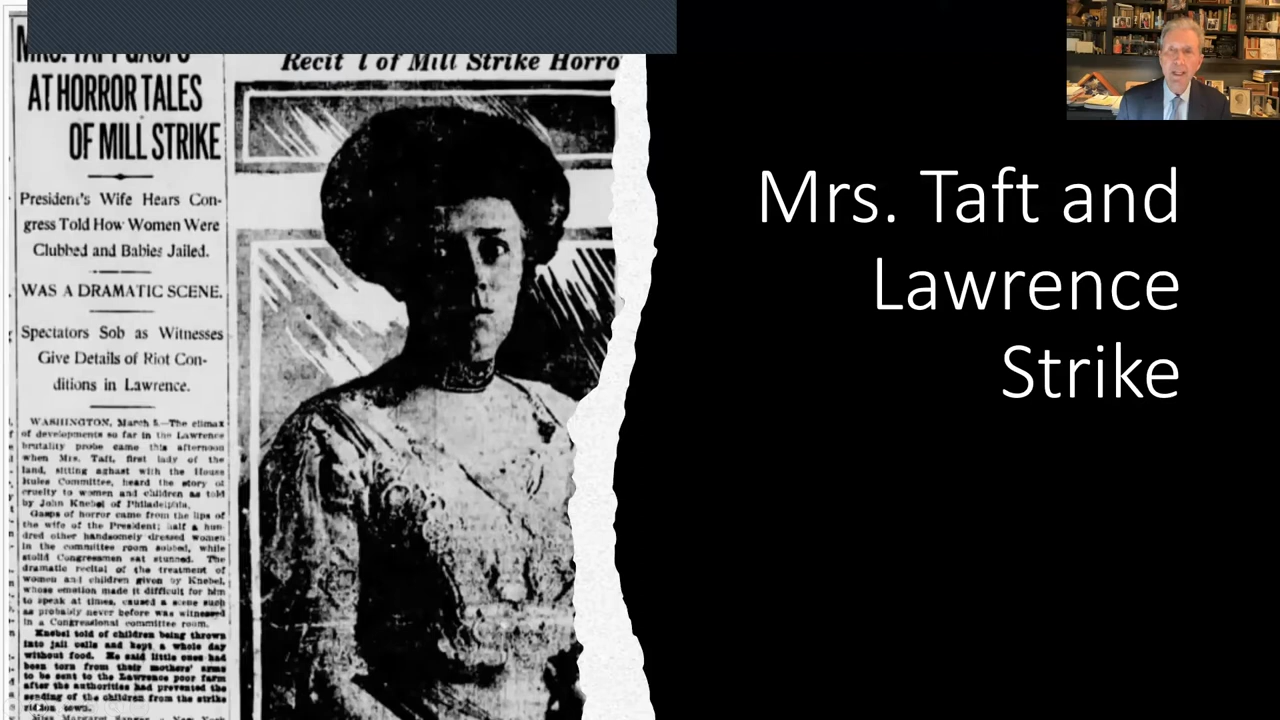 MRS. TAFT GASPS
AT HORROR TALES
OF MILL STRIKE
President's Wife Hears Con-
gress Told How Women Were
Clubbed and Babies Jailed.
WAS A DRAMATIC SCENE.
Spectators Sob as Witnesses
Give Details of Riot Con-
ditions in Lawrence.
WASHINGTON, March 5.—The climax
of developments so far in the Lawrence
brutality probe came this afternoon
when Mrs. Taft, first lady of the
land, sitting aghast with the House
Rules Committee, heard the story of
cruelty to women and children as told
by John Knebel of Philadelphia.
Gasps of horror came from the lips of
the wife of the President; half a hun-
dred other handsomely dressed women
in the committee room sobbed, while
stolid Congressmen sat stunned. The
dramatic recital of the treatment of
women and children given by Knebel,
whose emotion made it difficult for him
to speak at times, caused a scene such
as probably never before was witnessed
in a Congressional committee room.
Knebel told of children being thrown
into jail cells and kept a whole day
without food. He said little ones had
been torn from their mothers' arms
to be sent to the Lawrence poor farm
after the authorities had prevented the
sending of the children from the strike
ridden town.
Miss Margaret Sanger, a New York
Recit l of Mill Strike Horro
Mrs. Taft and
Lawrence
Strike